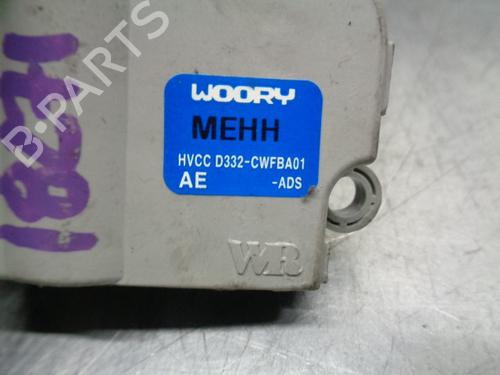 WOORY
MEHH
HVCC D332-CWFBA01
AE -ADS
WR
B-PARTS